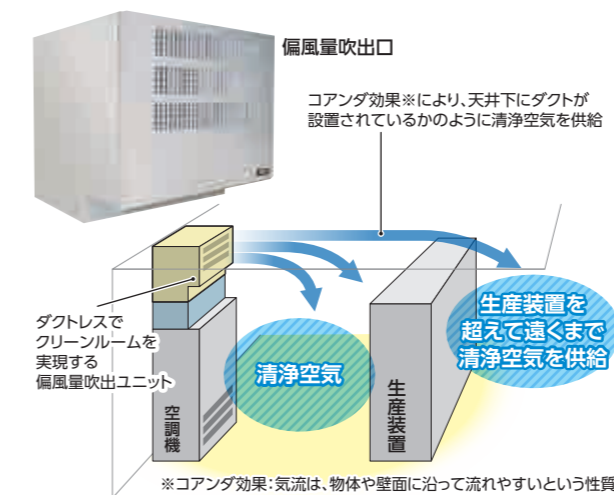 偏風量吹出口
コアンダ効果※により、天井下にダクトが
設置されているかのように清浄空気を供給
ダクトレスで
クリーンルームを
実現する
偏風量吹出ユニット
空調機
清浄空気
生産装置
生産装置を
超えて遠くまで
清浄空気を供給
※コアンダ効果：気流は、物体や壁面に沿って流れやすいという性質